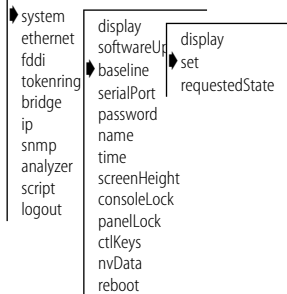 system
ethernet
fddi
tokenring
bridge
ip
snmp
analyzer
script
logout
display
softwareUp
baseline
serialPort
password
name
time
screenHeight
consoleLock
panelLock
ctlKeys
nvData
reboot
display
set
requestedState